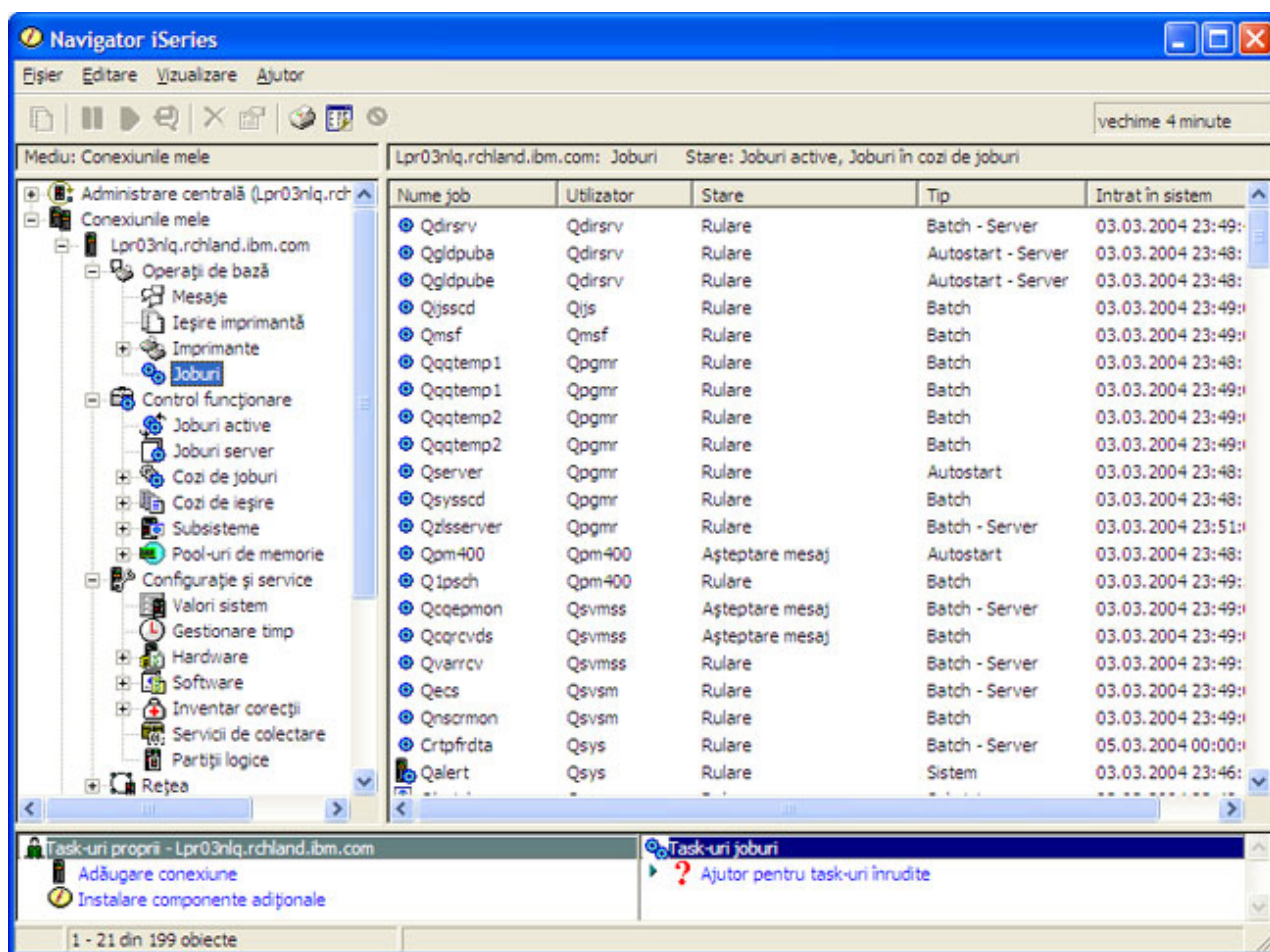 Navigator iSeries
Fişier Editare Vizualizare Ajutor
vechime 4 minute
Mediu: Conexiunile mele
Lpr03nlq.rchland.ibm.com: Joburi Stare: Joburi active, Joburi în cozi de joburi
Administrare centrală (Lpr03nlq.rch
Conexiunile mele
Lpr03nlq.rchland.ibm.com
Operaţii de bază
Mesaje
Ieşire imprimantă
Imprimante
Joburi
Control funcţionare
Joburi active
Joburi server
Cozi de joburi
Cozi de ieşire
Subsisteme
Pool-uri de memorie
Configuraţie şi service
Valori sistem
Gestionare timp
Hardware
Software
Inventar corecţii
Servicii de colectare
Partiţii logice
Reţea
Nume job Utilizator Stare Tip Intrat în sistem
Qdirsrv Qdirsrv Rulare Batch - Server 03.03.2004 23:49:
Qgldpuba Qdirsrv Rulare Autostart - Server 03.03.2004 23:48:
Qgldpube Qdirsrv Rulare Autostart - Server 03.03.2004 23:48:
Qijsscd Qijs Rulare Batch 03.03.2004 23:49:
Qmsf Qmsf Rulare Batch 03.03.2004 23:49:
Qqqtemp1 Qpgmr Rulare Batch 03.03.2004 23:48:
Qqqtemp1 Qpgmr Rulare Batch 03.03.2004 23:49:
Qqqtemp2 Qpgmr Rulare Batch 03.03.2004 23:49:
Qqqtemp2 Qpgmr Rulare Batch 03.03.2004 23:49:
Qserver Qpgmr Rulare Autostart 03.03.2004 23:48:
Qsysscd Qpgmr Rulare Batch 03.03.2004 23:48:
Qzlsserver Qpgmr Rulare Batch - Server 03.03.2004 23:51:
Qpm400 Qpm400 Aşteptare mesaj Autostart 03.03.2004 23:48:
Q1psch Qpm400 Rulare Batch 03.03.2004 23:49:
Qcqepmon Qsvmss Aşteptare mesaj Batch - Server 03.03.2004 23:49:
Qcqrcvds Qsvmss Aşteptare mesaj Batch 03.03.2004 23:49:
Qvarrcv Qsvmss Rulare Batch - Server 03.03.2004 23:49:
Qecs Qsvsm Rulare Batch - Server 03.03.2004 23:49:
Qnscrmon Qsvsm Rulare Batch 03.03.2004 23:49:
Crtpfrdta Qsys Rulare Batch - Server 05.03.2004 00:00:
Qalert Qsys Rulare Sistem 03.03.2004 23:46:
Task-uri proprii - Lpr03nlq.rchland.ibm.com
Adăugare conexiune
Instalare componente adiţionale
Task-uri joburi
Ajutor pentru task-uri înrudite
1 - 21 din 199 obiecte